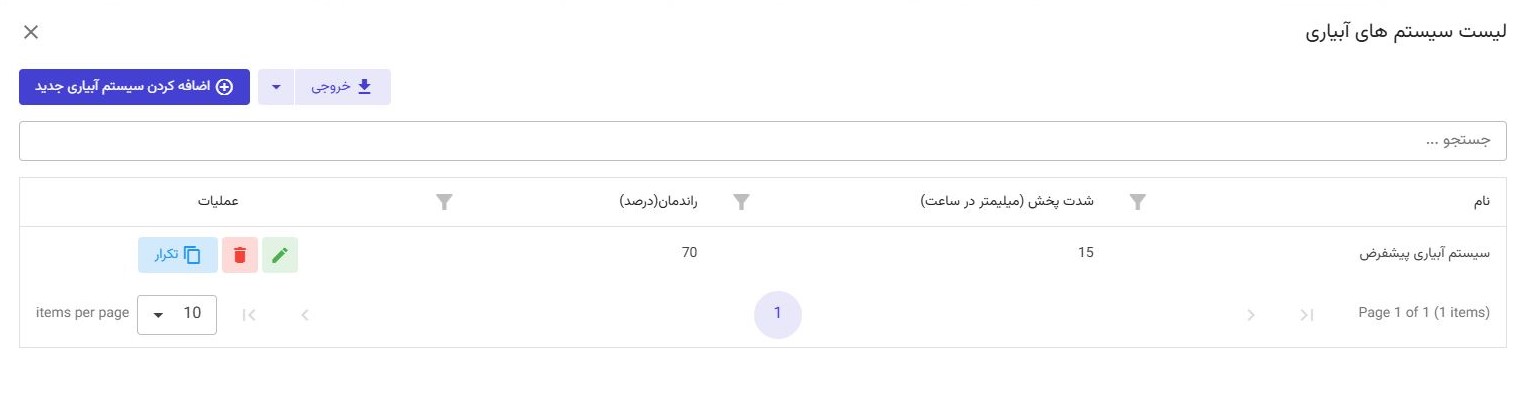 لیست سیستم های آبیاری
خروجی
اضافه کردن سیستم آبیاری جدید
جستجو ...
نام شدت پخش (میلیمتر در ساعت) راندمان(درصد) عملیات
سیستم آبیاری پیشفرض 15 70 تکرار
Page 1 of 1 (1 items) 1 10 items per page